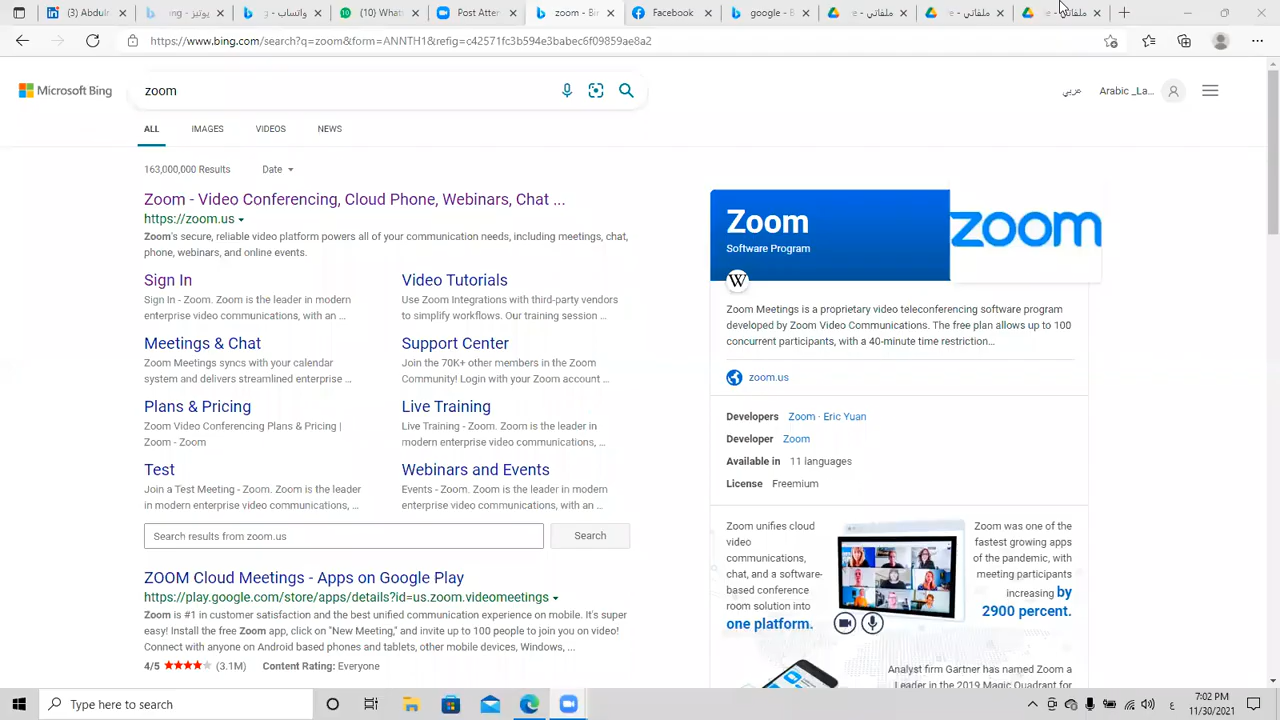 (3) Abdul
يوتيوز - B
واتساب - B
(10) What
Post Atten
zoom - Bi
Facebook
google - B
ملفاتي - ...
ملفاتي - ...
ملفاتي - ...
https://www.bing.com/search?q=zoom&form=ANNTH1&refig=c42571fc3b594e3babec6f09859ae8a2
Microsoft Bing
zoom
عربي
Arabic _La...
ALL IMAGES VIDEOS NEWS
163,000,000 Results Date
Zoom - Video Conferencing, Cloud Phone, Webinars, Chat ...
https://zoom.us
Zoom's secure, reliable video platform powers all of your communication needs, including meetings, chat,
phone, webinars, and online events.
Sign In
Sign In - Zoom. Zoom is the leader in modern
enterprise video communications, with an ...
Video Tutorials
Use Zoom Integrations with third-party vendors
to simplify workflows. Our training session ...
Meetings & Chat
Zoom Meetings syncs with your calendar
system and delivers streamlined enterprise ...
Support Center
Join the 70K+ other members in the Zoom
Community! Login with your Zoom account ...
Plans & Pricing
Zoom Video Conferencing Plans & Pricing |
Zoom - Zoom
Live Training
Live Training - Zoom. Zoom is the leader in
modern enterprise video communications, ...
Test
Join a Test Meeting - Zoom. Zoom is the leader
in modern enterprise video communications, ...
Webinars and Events
Events - Zoom. Zoom is the leader in modern
enterprise video communications, with an ...
Search results from zoom.us
Search
ZOOM Cloud Meetings - Apps on Google Play
https://play.google.com/store/apps/details?id=us.zoom.videomeetings
Zoom is #1 in customer satisfaction and the best unified communication experience on mobile. It's super
easy! Install the free Zoom app, click on "New Meeting," and invite up to 100 people to join you on video!
Connect with anyone on Android based phones and tablets, other mobile devices, Windows, ...
4/5 (3.1M) Content Rating: Everyone
Zoom
Software Program
zoom
W
Zoom Meetings is a proprietary video teleconferencing software program
developed by Zoom Video Communications. The free plan allows up to 100
concurrent participants, with a 40-minute time restriction...
zoom.us
Developers Zoom · Eric Yuan
Developer Zoom
Available in 11 languages
License Freemium
Zoom unifies cloud
video
communications,
chat, and a software-
based conference
room solution into
one platform.
Zoom was one of the
fastest growing apps
of the pandemic, with
meeting participants
increasing by
2900 percent.
Analyst firm Gartner has named Zoom a
Leader in the 2019 Magic Quadrant for
Type here to search
ع
7:02 PM
11/30/2021